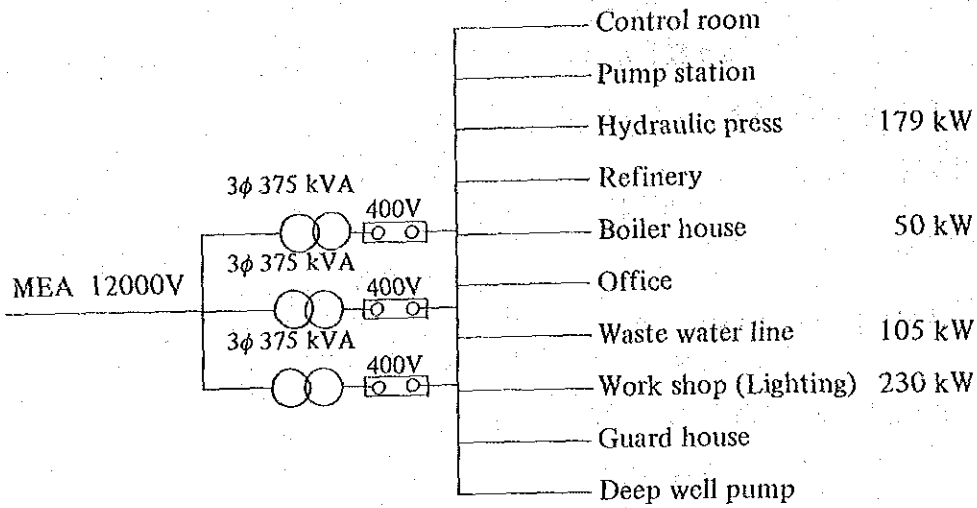 Control room
Pump station
Hydraulic press 179 kW
Refinery
Boiler house 50 kW
Office
Waste water line 105 kW
Work shop (Lighting) 230 kW
Guard house
Deep well pump
3φ 375 kVA
400V
3φ 375 kVA
400V
3φ 375 kVA
400V
MEA 12000V